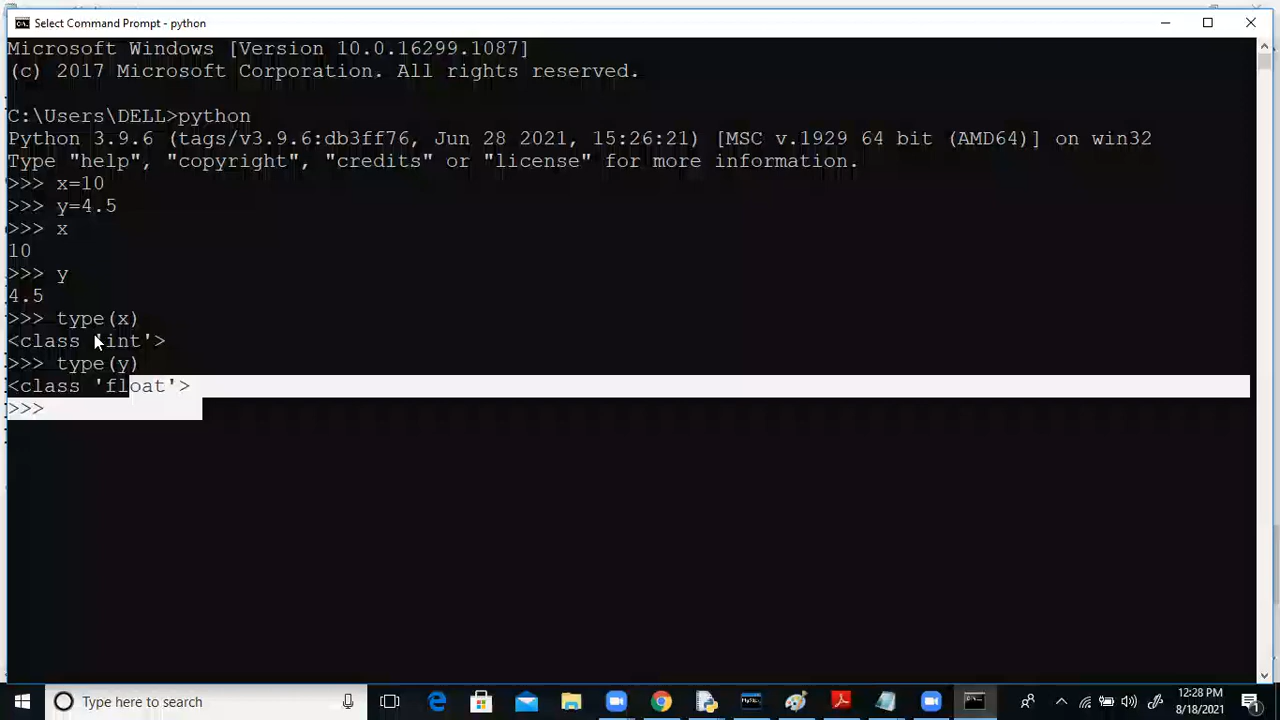 Select Command Prompt - python
Microsoft Windows [Version 10.0.16299.1087]
(c) 2017 Microsoft Corporation. All rights reserved.
C:\Users\DELL>python
Python 3.9.6 (tags/v3.9.6:db3ff76, Jun 28 2021, 15:26:21) [MSC v.1929 64 bit (AMD64)] on win32
Type "help", "copyright", "credits" or "license" for more information.
>>> x=10
>>> y=4.5
>>> x
10
>>> y
4.5
>>> type(x)
<class 'int'>
>>> type(y)
<class 'float'>
>>>
Type here to search
12:28 PM
8/18/2021